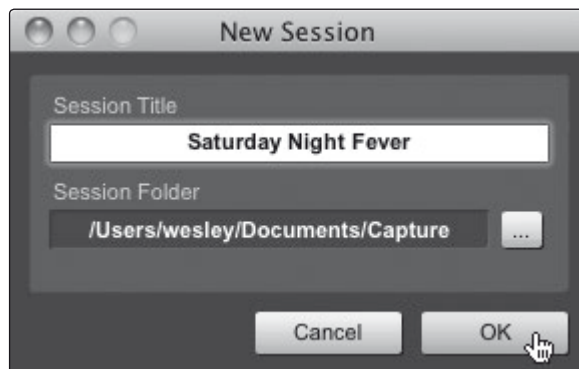 New Session
Session Title
Saturday Night Fever
Session Folder
/Users/wesley/Documents/Capture
...
Cancel
OK